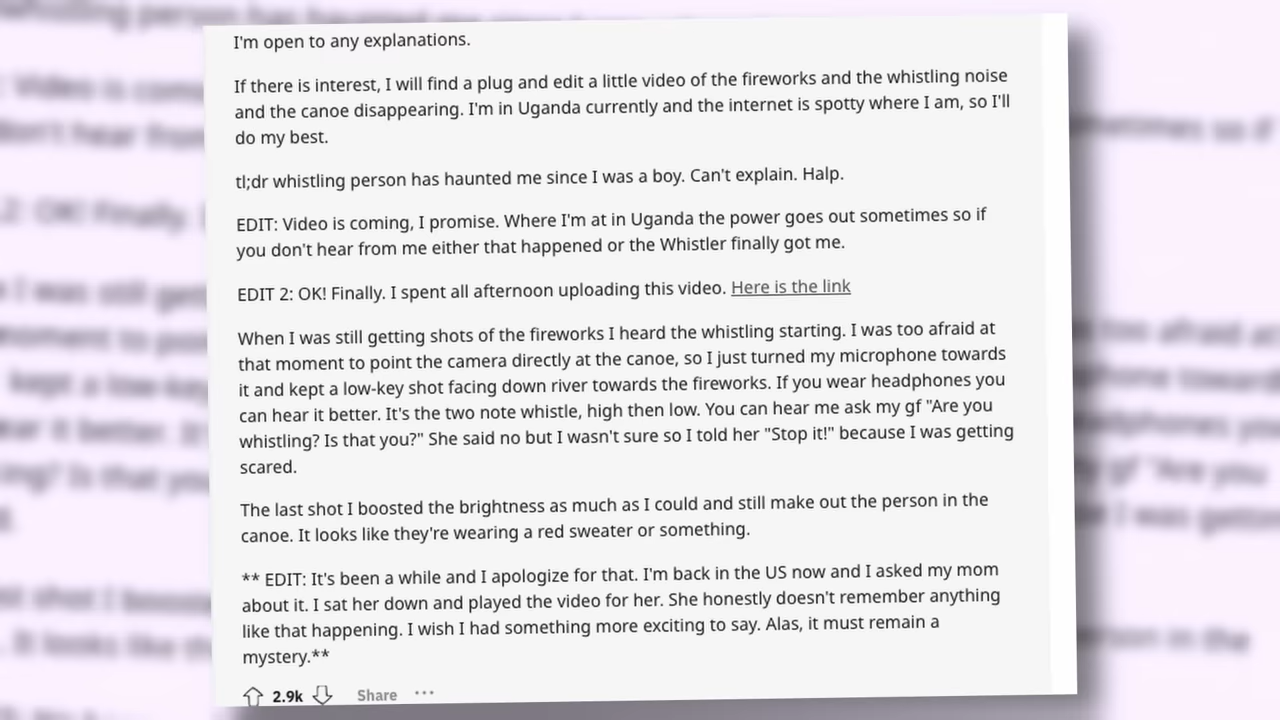 I'm open to any explanations.
If there is interest, I will find a plug and edit a little video of the fireworks and the whistling noise
and the canoe disappearing. I'm in Uganda currently and the internet is spotty where I am, so I'll
do my best.
tl;dr whistling person has haunted me since I was a boy. Can't explain. Halp.
EDIT: Video is coming, I promise. Where I'm at in Uganda the power goes out sometimes so if
you don't hear from me either that happened or the Whistler finally got me.
EDIT 2: OK! Finally. I spent all afternoon uploading this video. Here is the link
When I was still getting shots of the fireworks I heard the whistling starting. I was too afraid at
that moment to point the camera directly at the canoe, so I just turned my microphone towards
it and kept a low-key shot facing down river towards the fireworks. If you wear headphones you
can hear it better. It's the two note whistle, high then low. You can hear me ask my gf "Are you
whistling? Is that you?" She said no but I wasn't sure so I told her "Stop it!" because I was getting
scared.
The last shot I boosted the brightness as much as I could and still make out the person in the
canoe. It looks like they're wearing a red sweater or something.
** EDIT: It's been a while and I apologize for that. I'm back in the US now and I asked my mom
about it. I sat her down and played the video for her. She honestly doesn't remember anything
like that happening. I wish I had something more exciting to say. Alas, it must remain a
mystery.**
2.9k Share ...